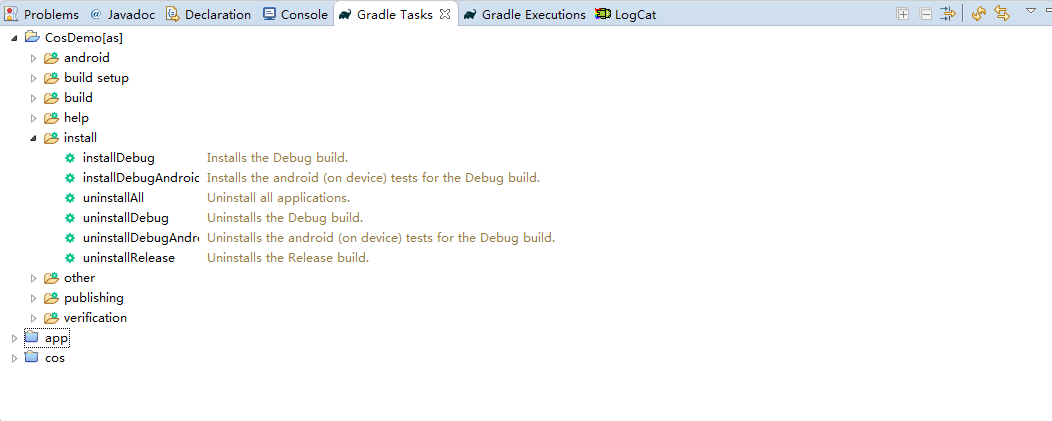 Problems @ Javadoc Declaration Console Gradle Tasks Gradle Executions LogCat
CosDemo[as]
android
build setup
build
help
install
installDebug Installs the Debug build.
installDebugAndroid Installs the android (on device) tests for the Debug build.
uninstallAll Uninstall all applications.
uninstallDebug Uninstalls the Debug build.
uninstallDebugAndr Uninstalls the android (on device) tests for the Debug build.
uninstallRelease Uninstalls the Release build.
other
publishing
verification
app
cos